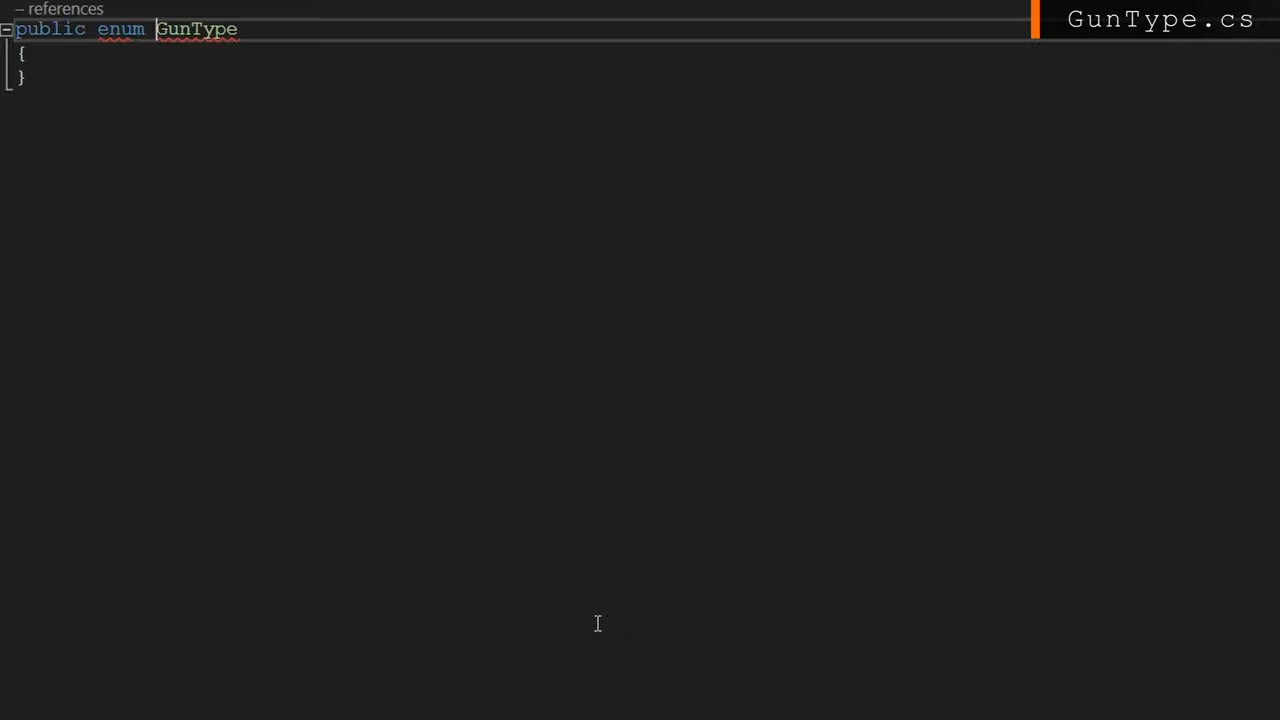 – references
GunType.cs
public enum GunType
{
}